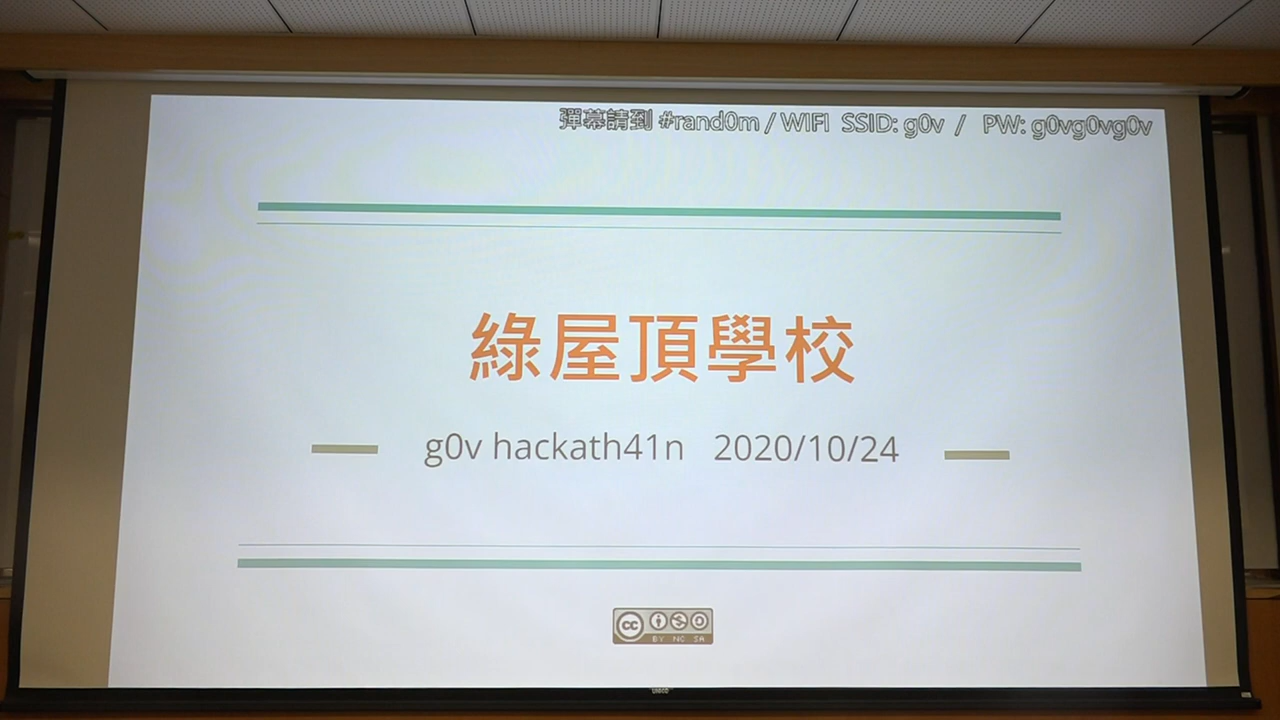 彈幕請到 #rand0m / WIFI SSID: g0v / PW: g0vg0vg0v
綠屋頂學校
g0v hackath41n 2020/10/24
cc
BY NC SA